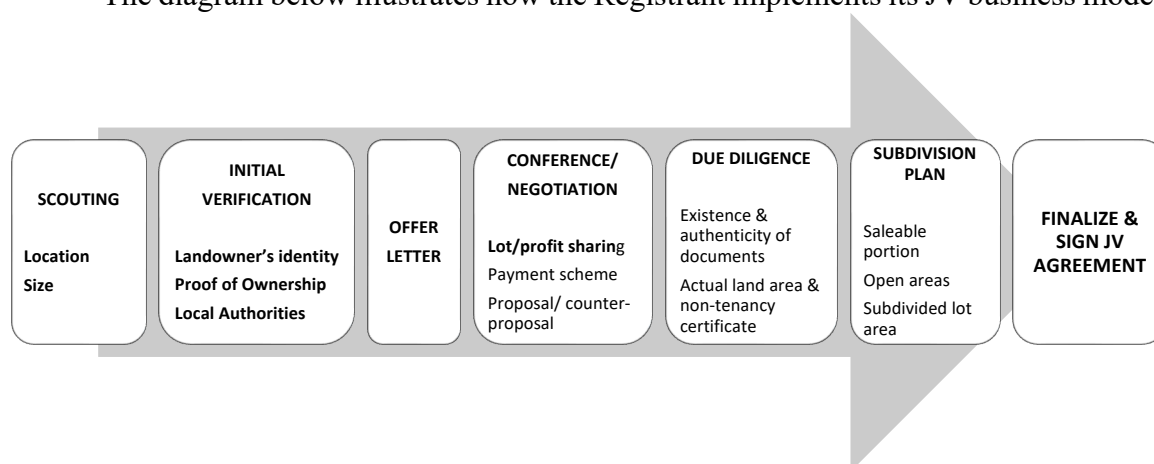 The diagram below illustrates how the Registrant implements its JV business mode
SCOUTING
Location
Size
INITIAL
VERIFICATION
Landowner’s identity
Proof of Ownership
Local Authorities
OFFER
LETTER
CONFERENCE/
NEGOTIATION
Lot/profit sharing
Payment scheme
Proposal/ counter-
proposal
DUE DILIGENCE
Existence &
authenticity of
documents
Actual land area &
non-tenancy
certificate
SUBDIVISION
PLAN
Saleable
portion
Open areas
Subdivided lot
area
FINALIZE &
SIGN JV
AGREEMENT